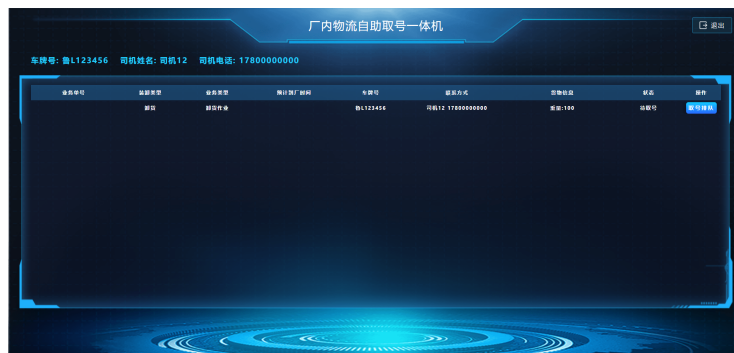 厂内物流自助取号一体机
退出
车牌号: 鲁L123456 司机姓名: 司机12 司机电话: 17800000000
业务单号 装卸类型 业务类型 预计到厂时间 车牌号 联系方式 货物信息 状态 操作
卸货 卸货作业 鲁L123456 司机12 17800000000 重量:100 待取号 取号排队